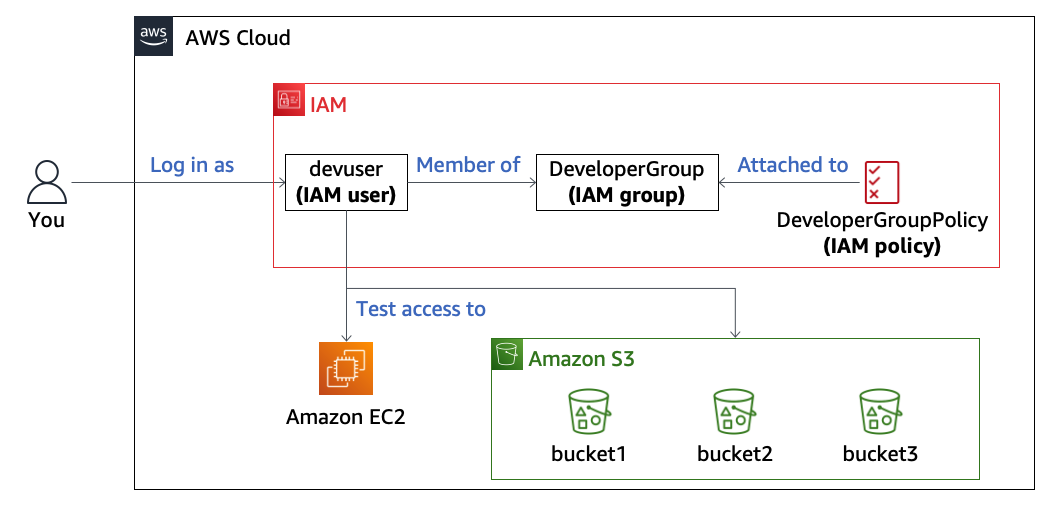 aws
AWS Cloud
IAM
Log in as
devuser
(IAM user)
Member of
DeveloperGroup
(IAM group)
Attached to
You
DeveloperGroupPolicy
(IAM policy)
Test access to
Amazon EC2
Amazon S3
bucket1
bucket2
bucket3